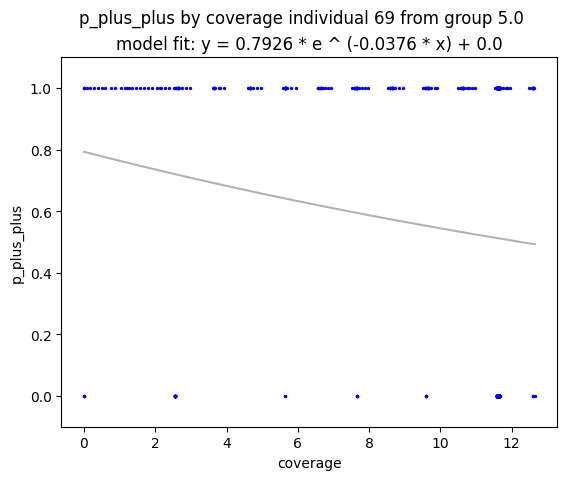 p_plus_plus by coverage individual 69 from group 5.0
model fit: y = 0.7926 * e ^ (-0.0376 * x) + 0.0
1.0
0.8
0.6
0.4
0.2
0.0
p_plus_plus
0 2 4 6 8 10 12
coverage